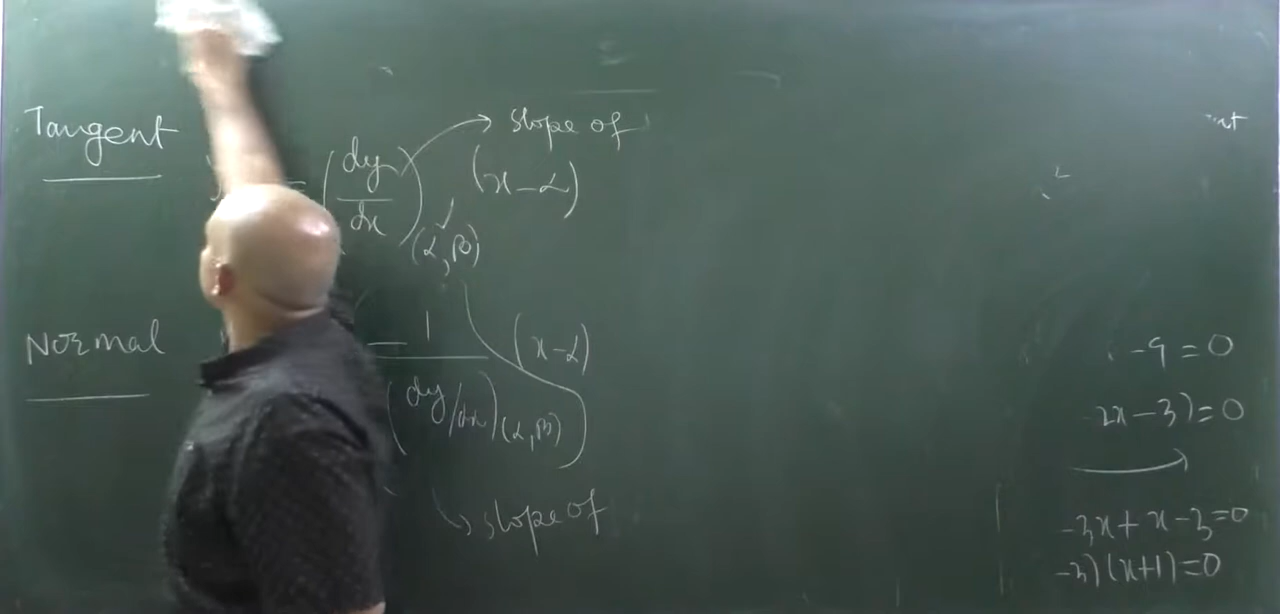 Tangent
(dy/dx)(α,β) (x-α) → slope of
Normal
-1/(dy/dx)(α,β) (x-α)
→ slope of
-9=0
2x-3)=0
-3x+x-3=0
-3)(x+1)=0